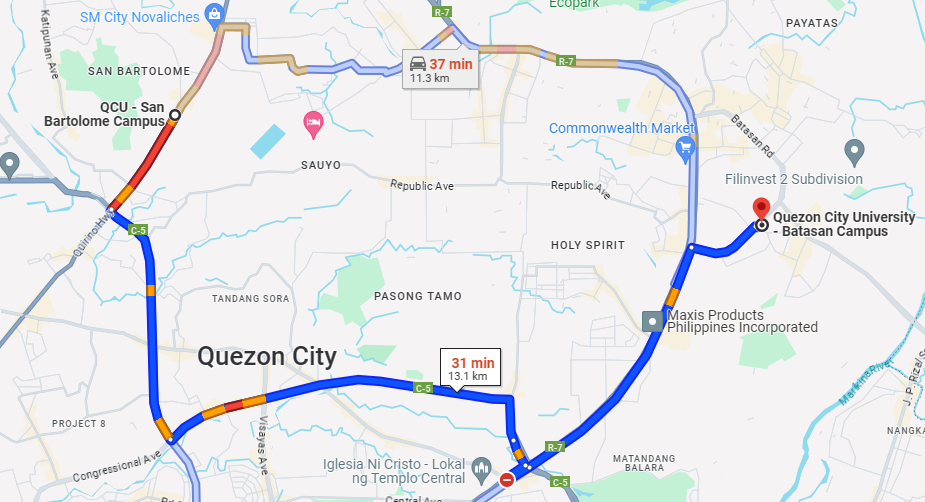 Ecopark
SM City Novaliches
R-7
PAYATAS
Katipunan Ave
37 min
11.3 km
R-7
SAN BARTOLOME
QCU - San
Bartolome Campus
Commonwealth Market
Batasan Rd
SAUYO
Filinvest 2 Subdivision
Republic Ave
Republic Ave
Quezon City University
- Batasan Campus
C-5
Quirino Hwy
HOLY SPIRIT
TANDANG SORA
PASONG TAMO
Maxis Products
Philippines Incorporated
Quezon City
31 min
13.1 km
C-5
Marikina River
J. P. Rizal S
PROJECT 8
Visayas Ave
NANGKA
R-7
Congressional Ave
Iglesia Ni Cristo - Lokal
ng Templo Central
MATANDANG
BALARA
C-5
Central Ave